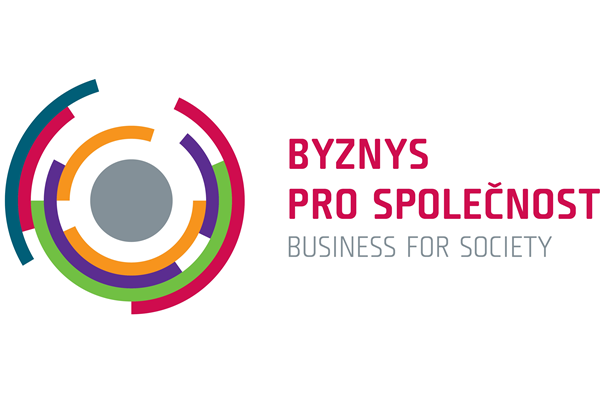 BYZNYS
PRO SPOLEČNOST
BUSINESS FOR SOCIETY